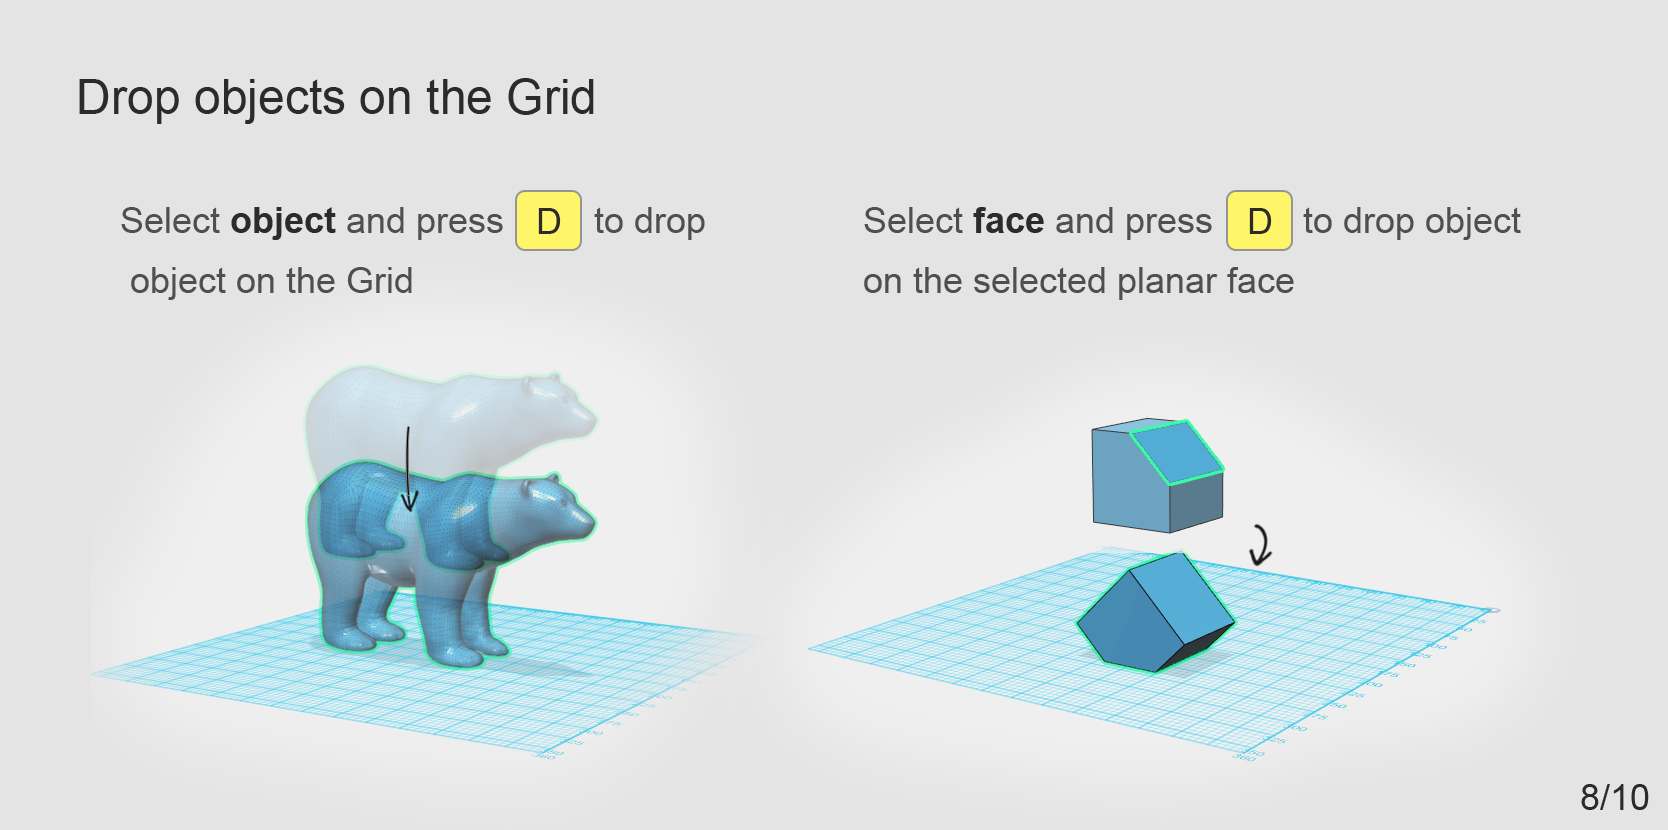 Drop objects on the Grid
Select object and press D to drop
object on the Grid
Select face and press D to drop object
on the selected planar face
8/10